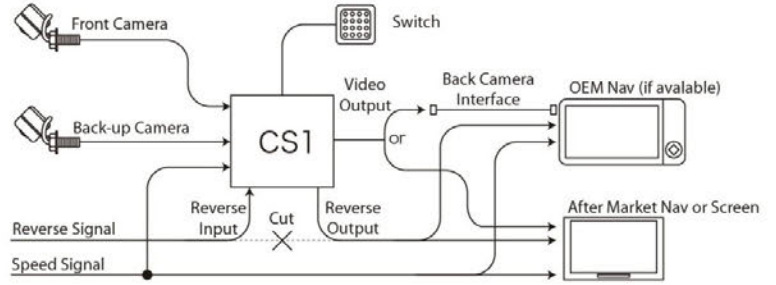 Front Camera
Switch
Video
Output
Back Camera
Interface
OEM Nav (if avalable)
Back-up Camera
CS1
or
Reverse Signal
Reverse
Input
Cut
Reverse
Output
After Market Nav or Screen
Speed Signal